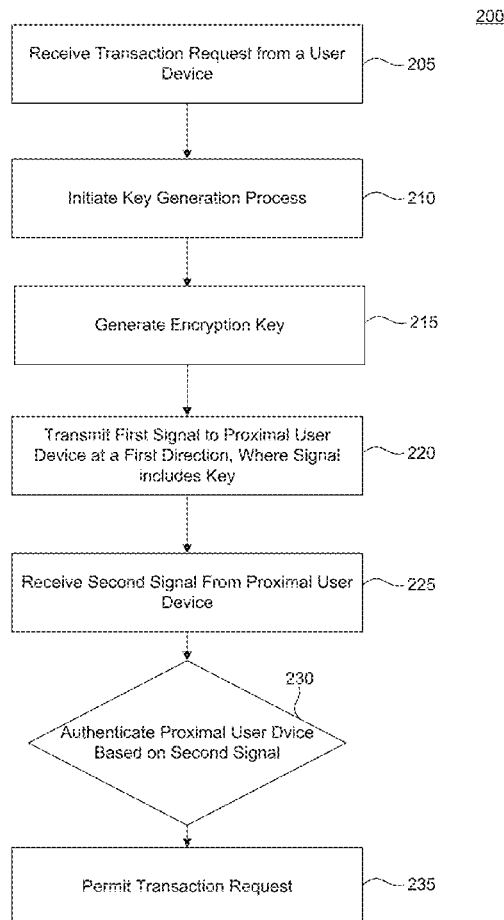 200
Receive Transaction Request from a User
Device
205
Initiate Key Generation Process
210
Generate Encryption Key
215
Transmit First Signal to Proximal User
Device at a First Direction, Where Signal
includes Key
220
Receive Second Signal From Proximal User
Device
225
230
Authenticate Proximal User Dvice
Based on Second Signal
Permit Transaction Request
235